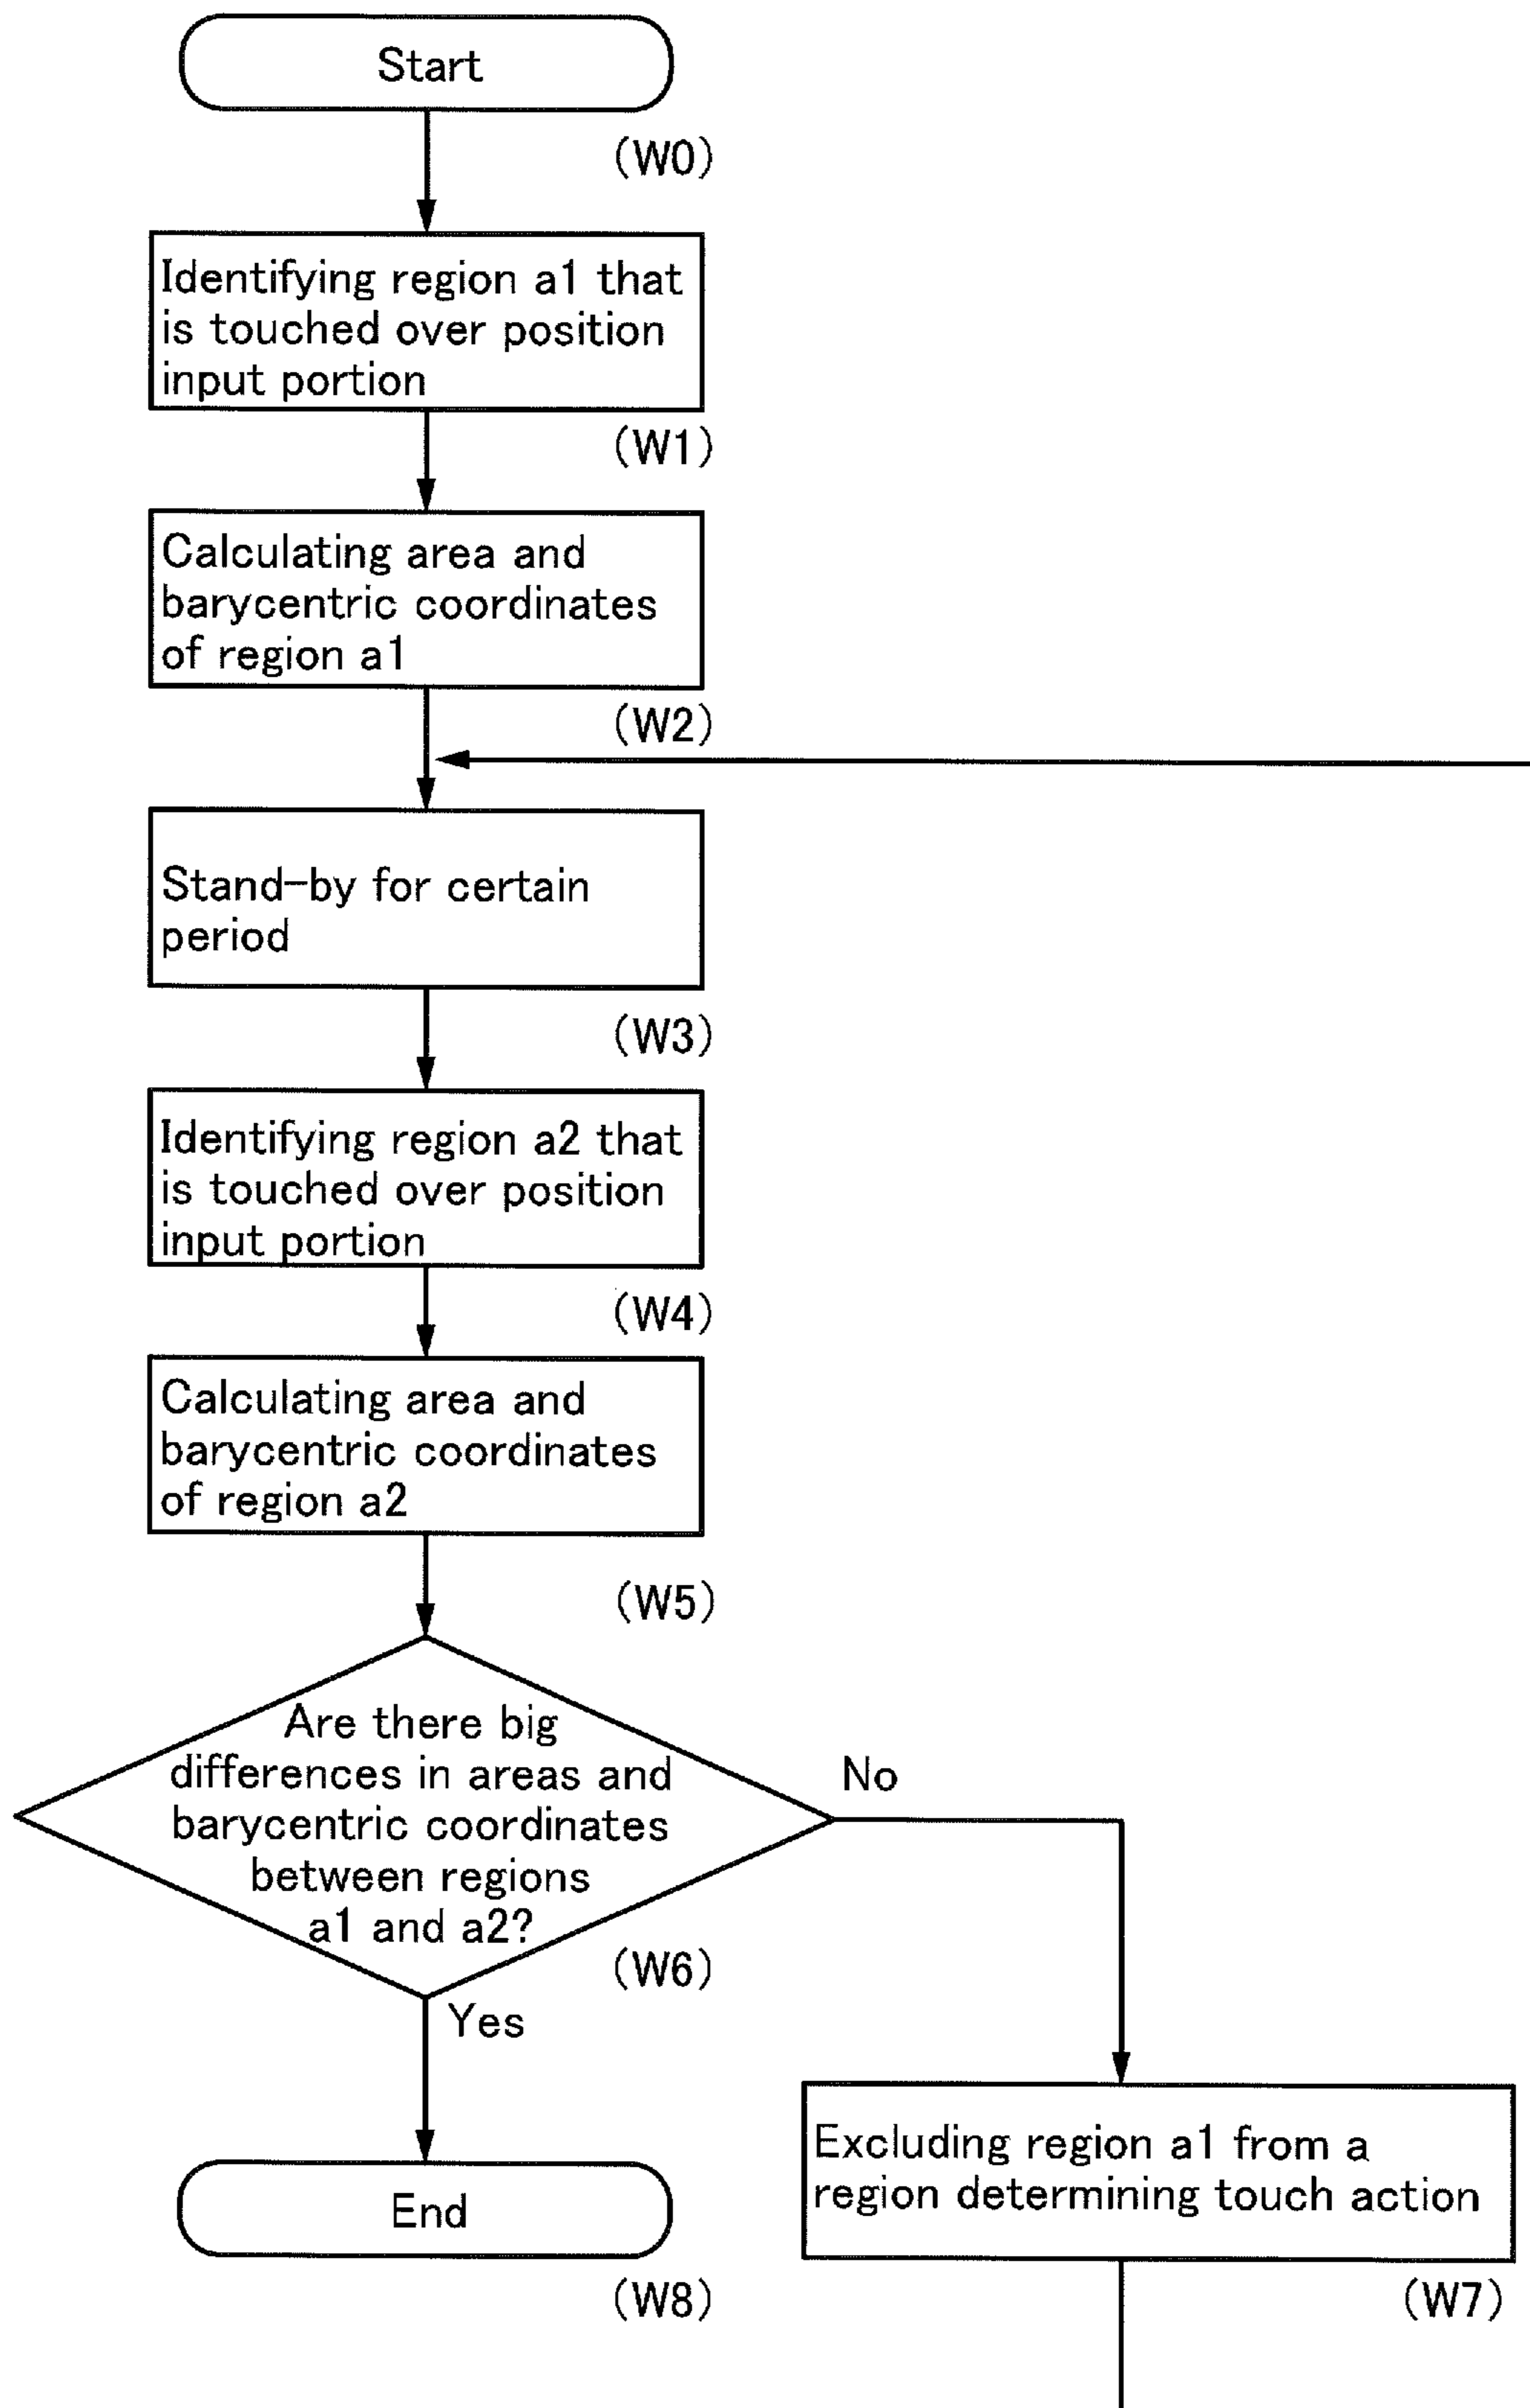 Start
(W0)
Identifying region a1 that
is touched over position
input portion
(W1)
Calculating area and
barycentric coordinates
of region a1
(W2)
Stand-by for certain
period
(W3)
Identifying region a2 that
is touched over position
input portion
(W4)
Calculating area and
barycentric coordinates
of region a2
(W5)
Are there big
differences in areas and
barycentric coordinates
between regions
a1 and a2?
No
(W6)
Yes
Excluding region a1 from a
region determining touch action
(W7)
End
(W8)